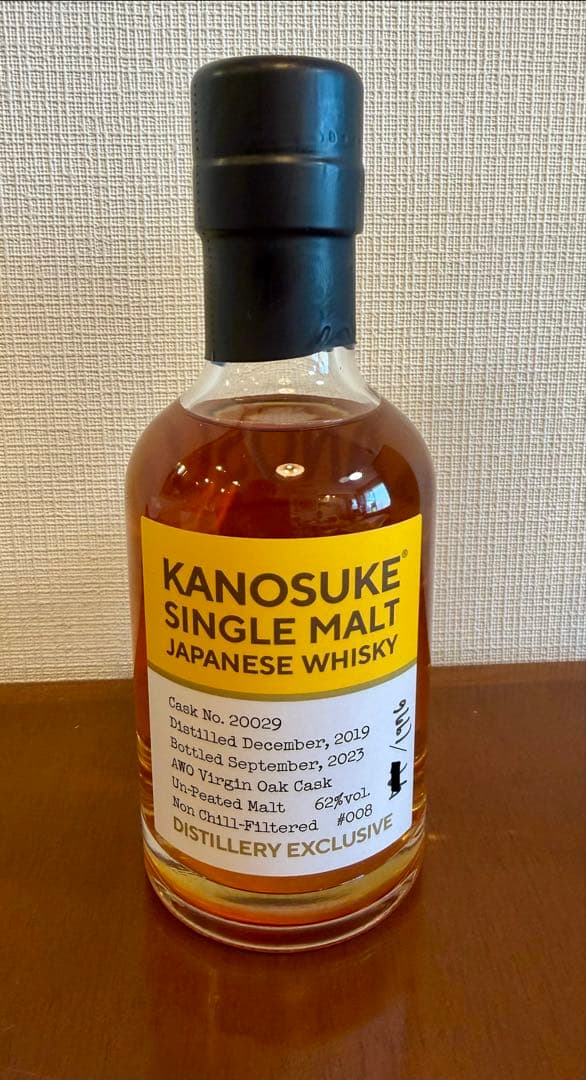 KANOSUKE®
SINGLE MALT
JAPANESE WHISKY
Cask No. 20029
Distilled December, 2019
Bottled September, 2023
AWO Virgin Oak Cask
Un-Peated Malt 62%vol.
Non Chill-Filtered #008
DISTILLERY EXCLUSIVE